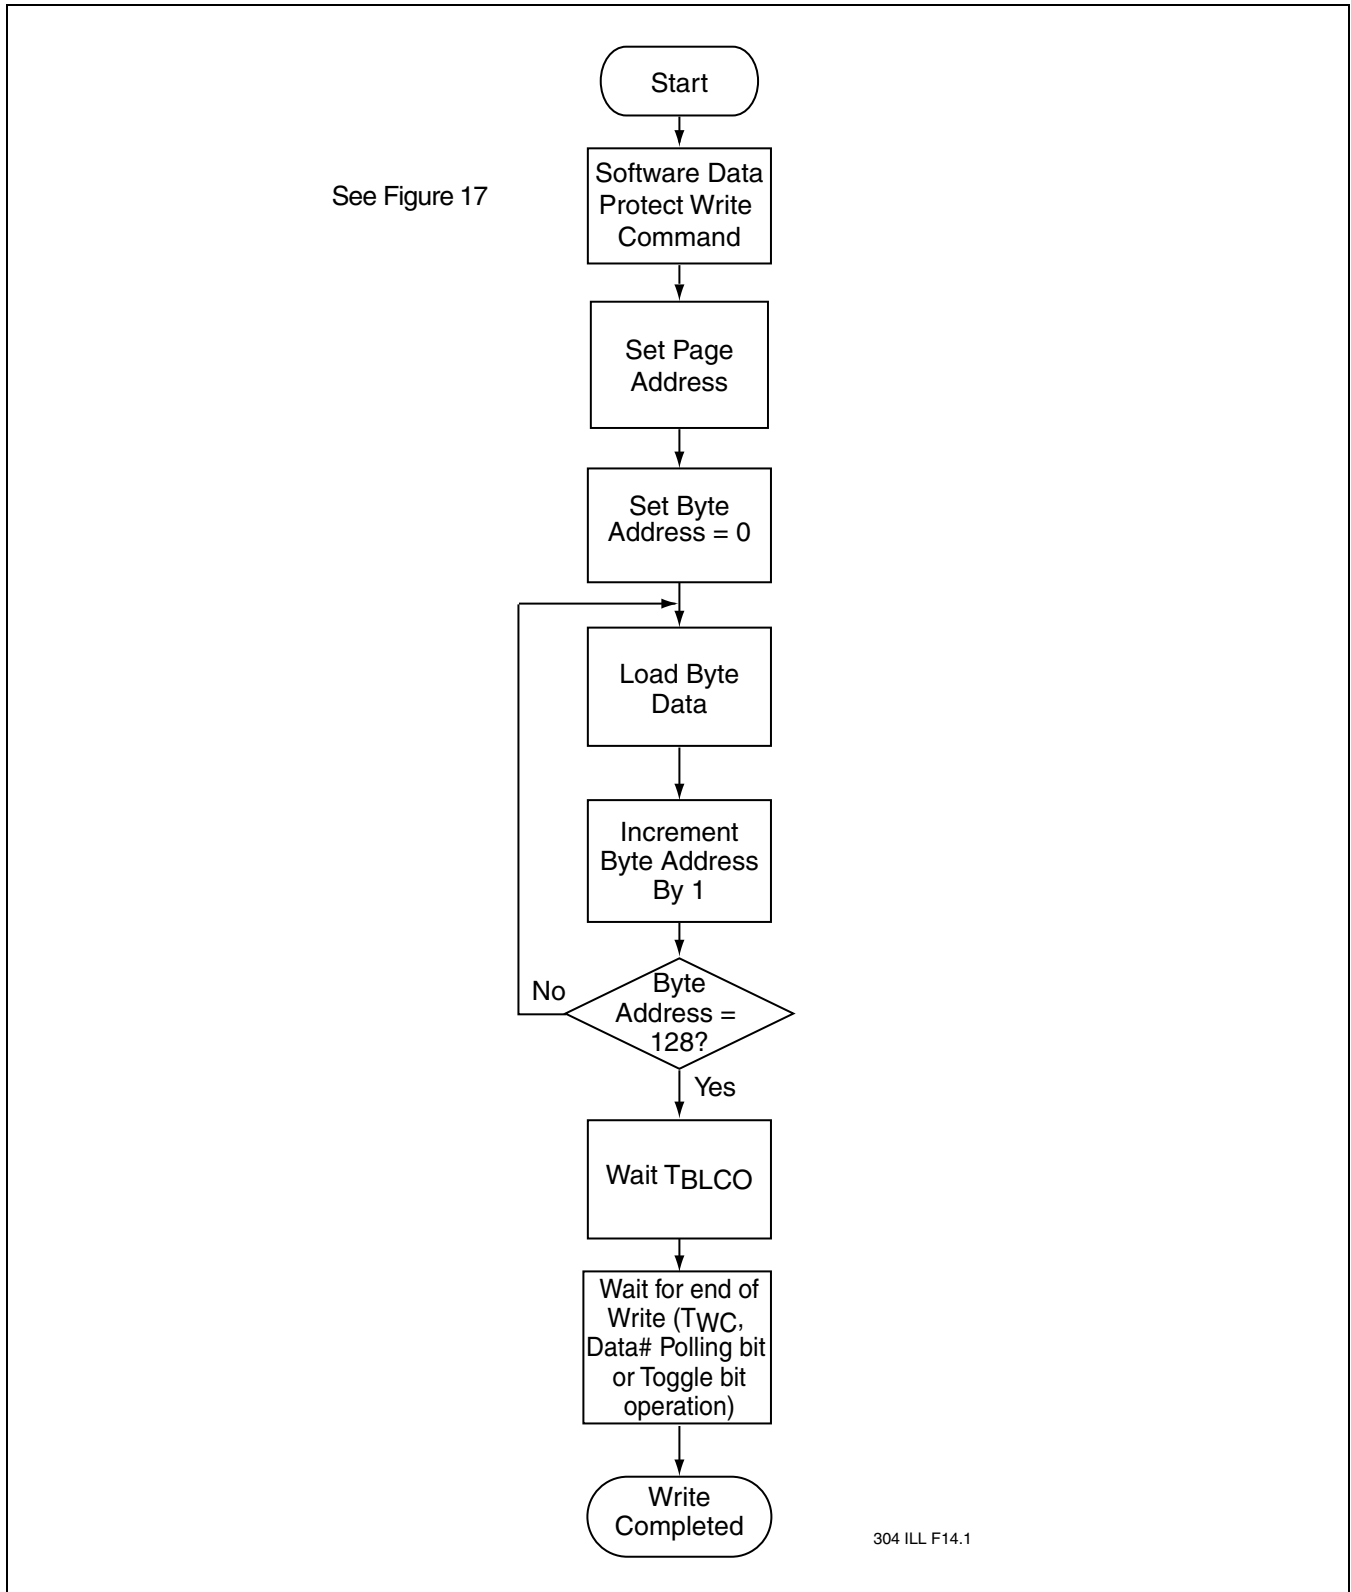 Start
See Figure 17
Software Data
Protect Write
Command
Set Page
Address
Set Byte
Address = 0
Load Byte
Data
Increment
Byte Address
By 1
Byte
Address =
128?
No
Yes
Wait TBLCO
Wait for end of
Write (TWC,
Data# Polling bit
or Toggle bit
operation)
Write
Completed
304 ILL F14.1